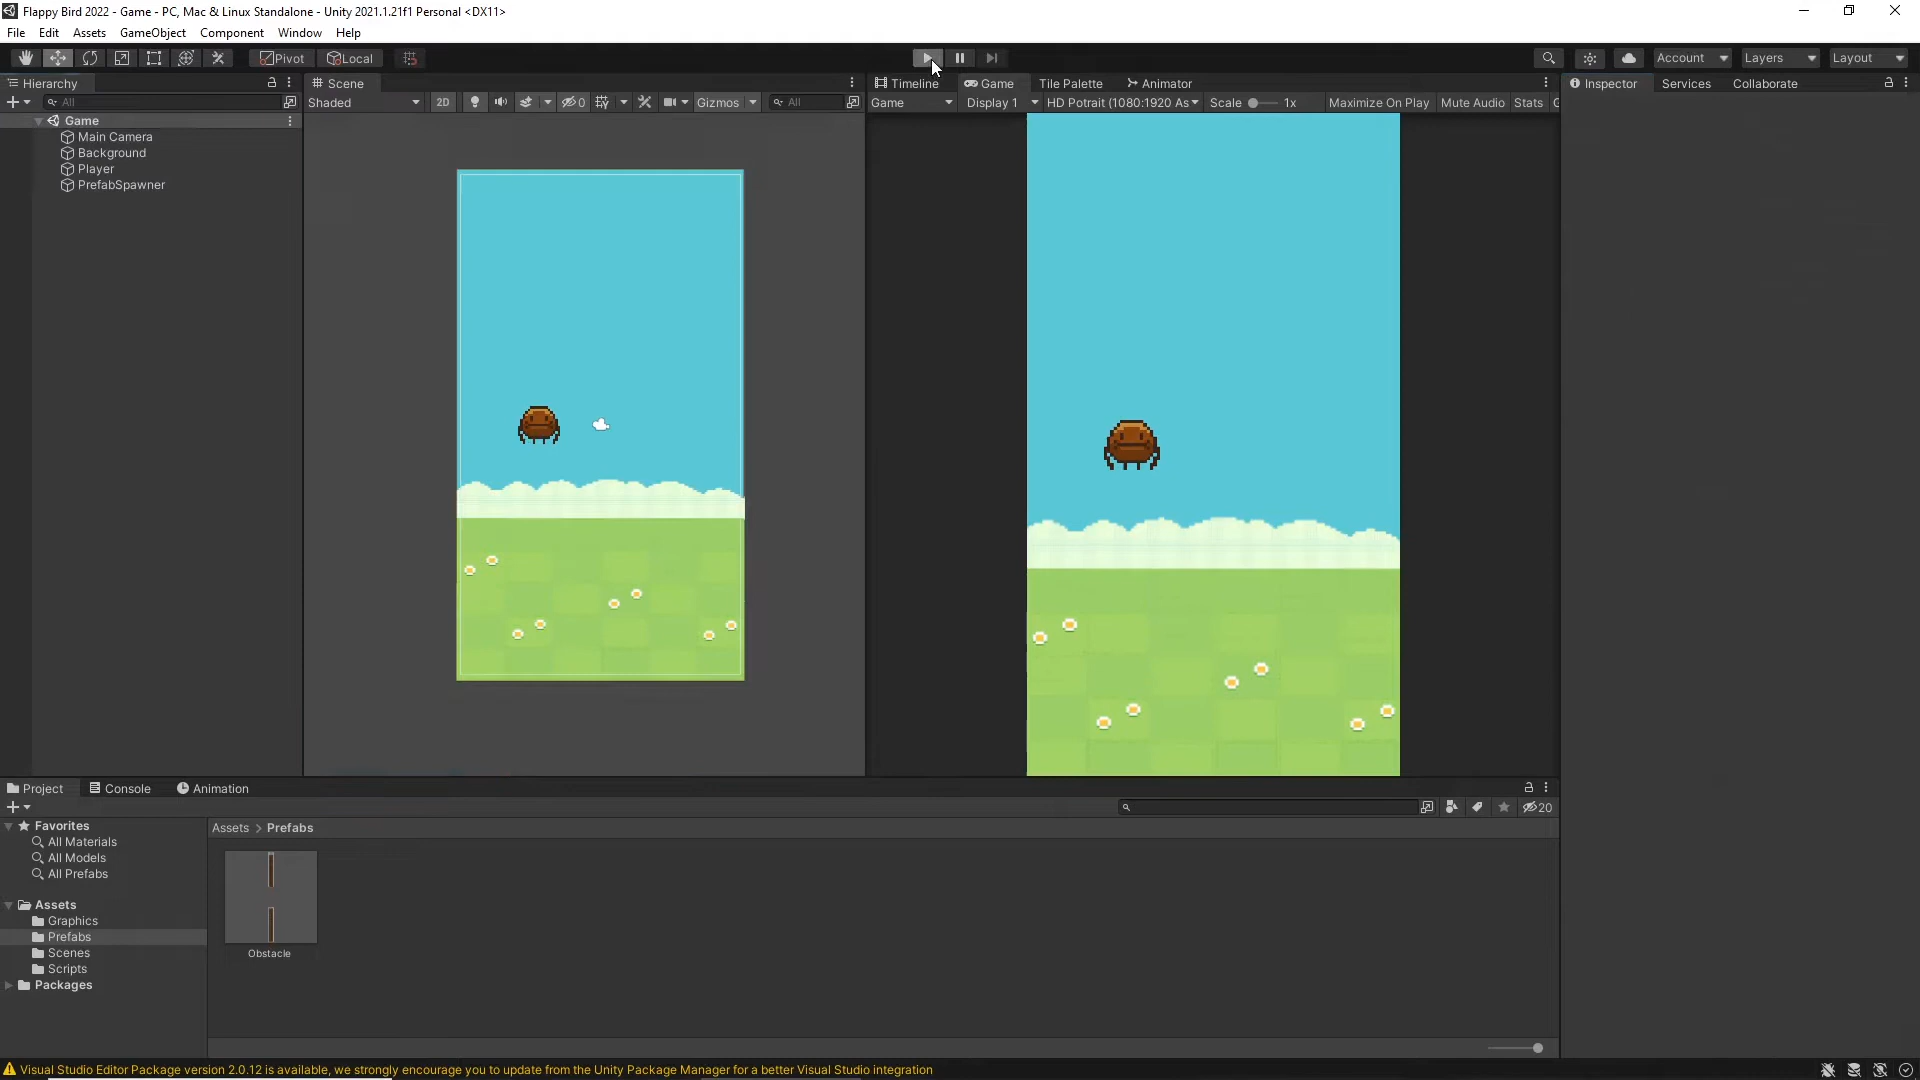 Flappy Bird 2022 - Game - PC, Mac & Linux Standalone - Unity 2021.1.21f1 Personal <DX11>
File Edit Assets GameObject Component Window Help
Pivot Local Account Layers Layout
Hierarchy
All
Game
Main Camera
Background
Player
PrefabSpawner
Scene
Shaded 2D 0 Gizmos All
Timeline Game Tile Palette Animator
Game Display 1 HD Potrait (1080:1920 As Scale 1x Maximize On Play Mute Audio Stats G
Inspector Services Collaborate
Project Console Animation
20
Favorites
All Materials
All Models
All Prefabs
Assets
Graphics
Prefabs
Scenes
Scripts
Packages
Assets > Prefabs
Obstacle
Visual Studio Editor Package version 2.0.12 is available, we strongly encourage you to update from the Unity Package Manager for a better Visual Studio integration